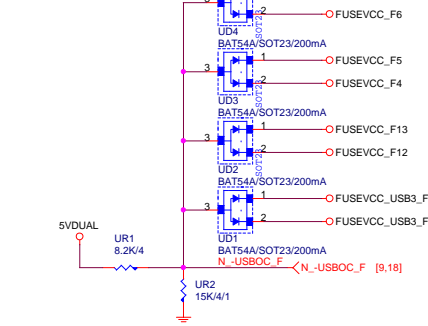 2 FUSEVCC_F6
SOT23
UD4
BAT54A/SOT23/200mA
1 FUSEVCC_F5
3
2 FUSEVCC_F4
SOT23
UD3
BAT54A/SOT23/200mA
1 FUSEVCC_F13
3
2 FUSEVCC_F12
SOT23
UD2
BAT54A/SOT23/200mA
1 FUSEVCC_USB3_F
3
2 FUSEVCC_USB3_F
5VDUAL
UD1
UR1
BAT54A/SOT23/200mA
8.2K/4
N_-USBOC_F
N_-USBOC_F [9,18]
UR2
15K/4/1